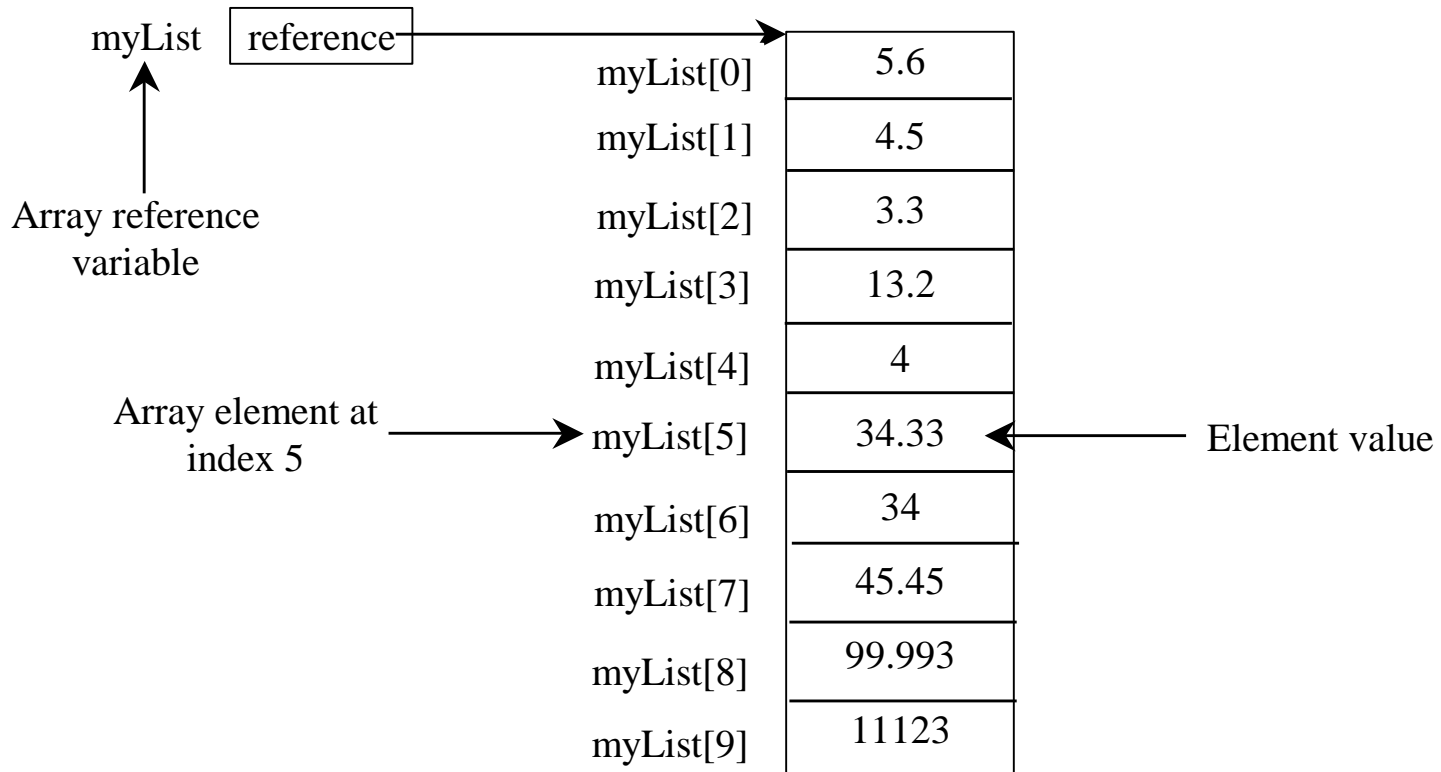 myList reference
myList[0] 5.6
myList[1] 4.5
Array reference
variable
myList[2] 3.3
myList[3] 13.2
myList[4] 4
Array element at
index 5
myList[5] 34.33 Element value
myList[6] 34
myList[7] 45.45
myList[8] 99.993
myList[9] 11123